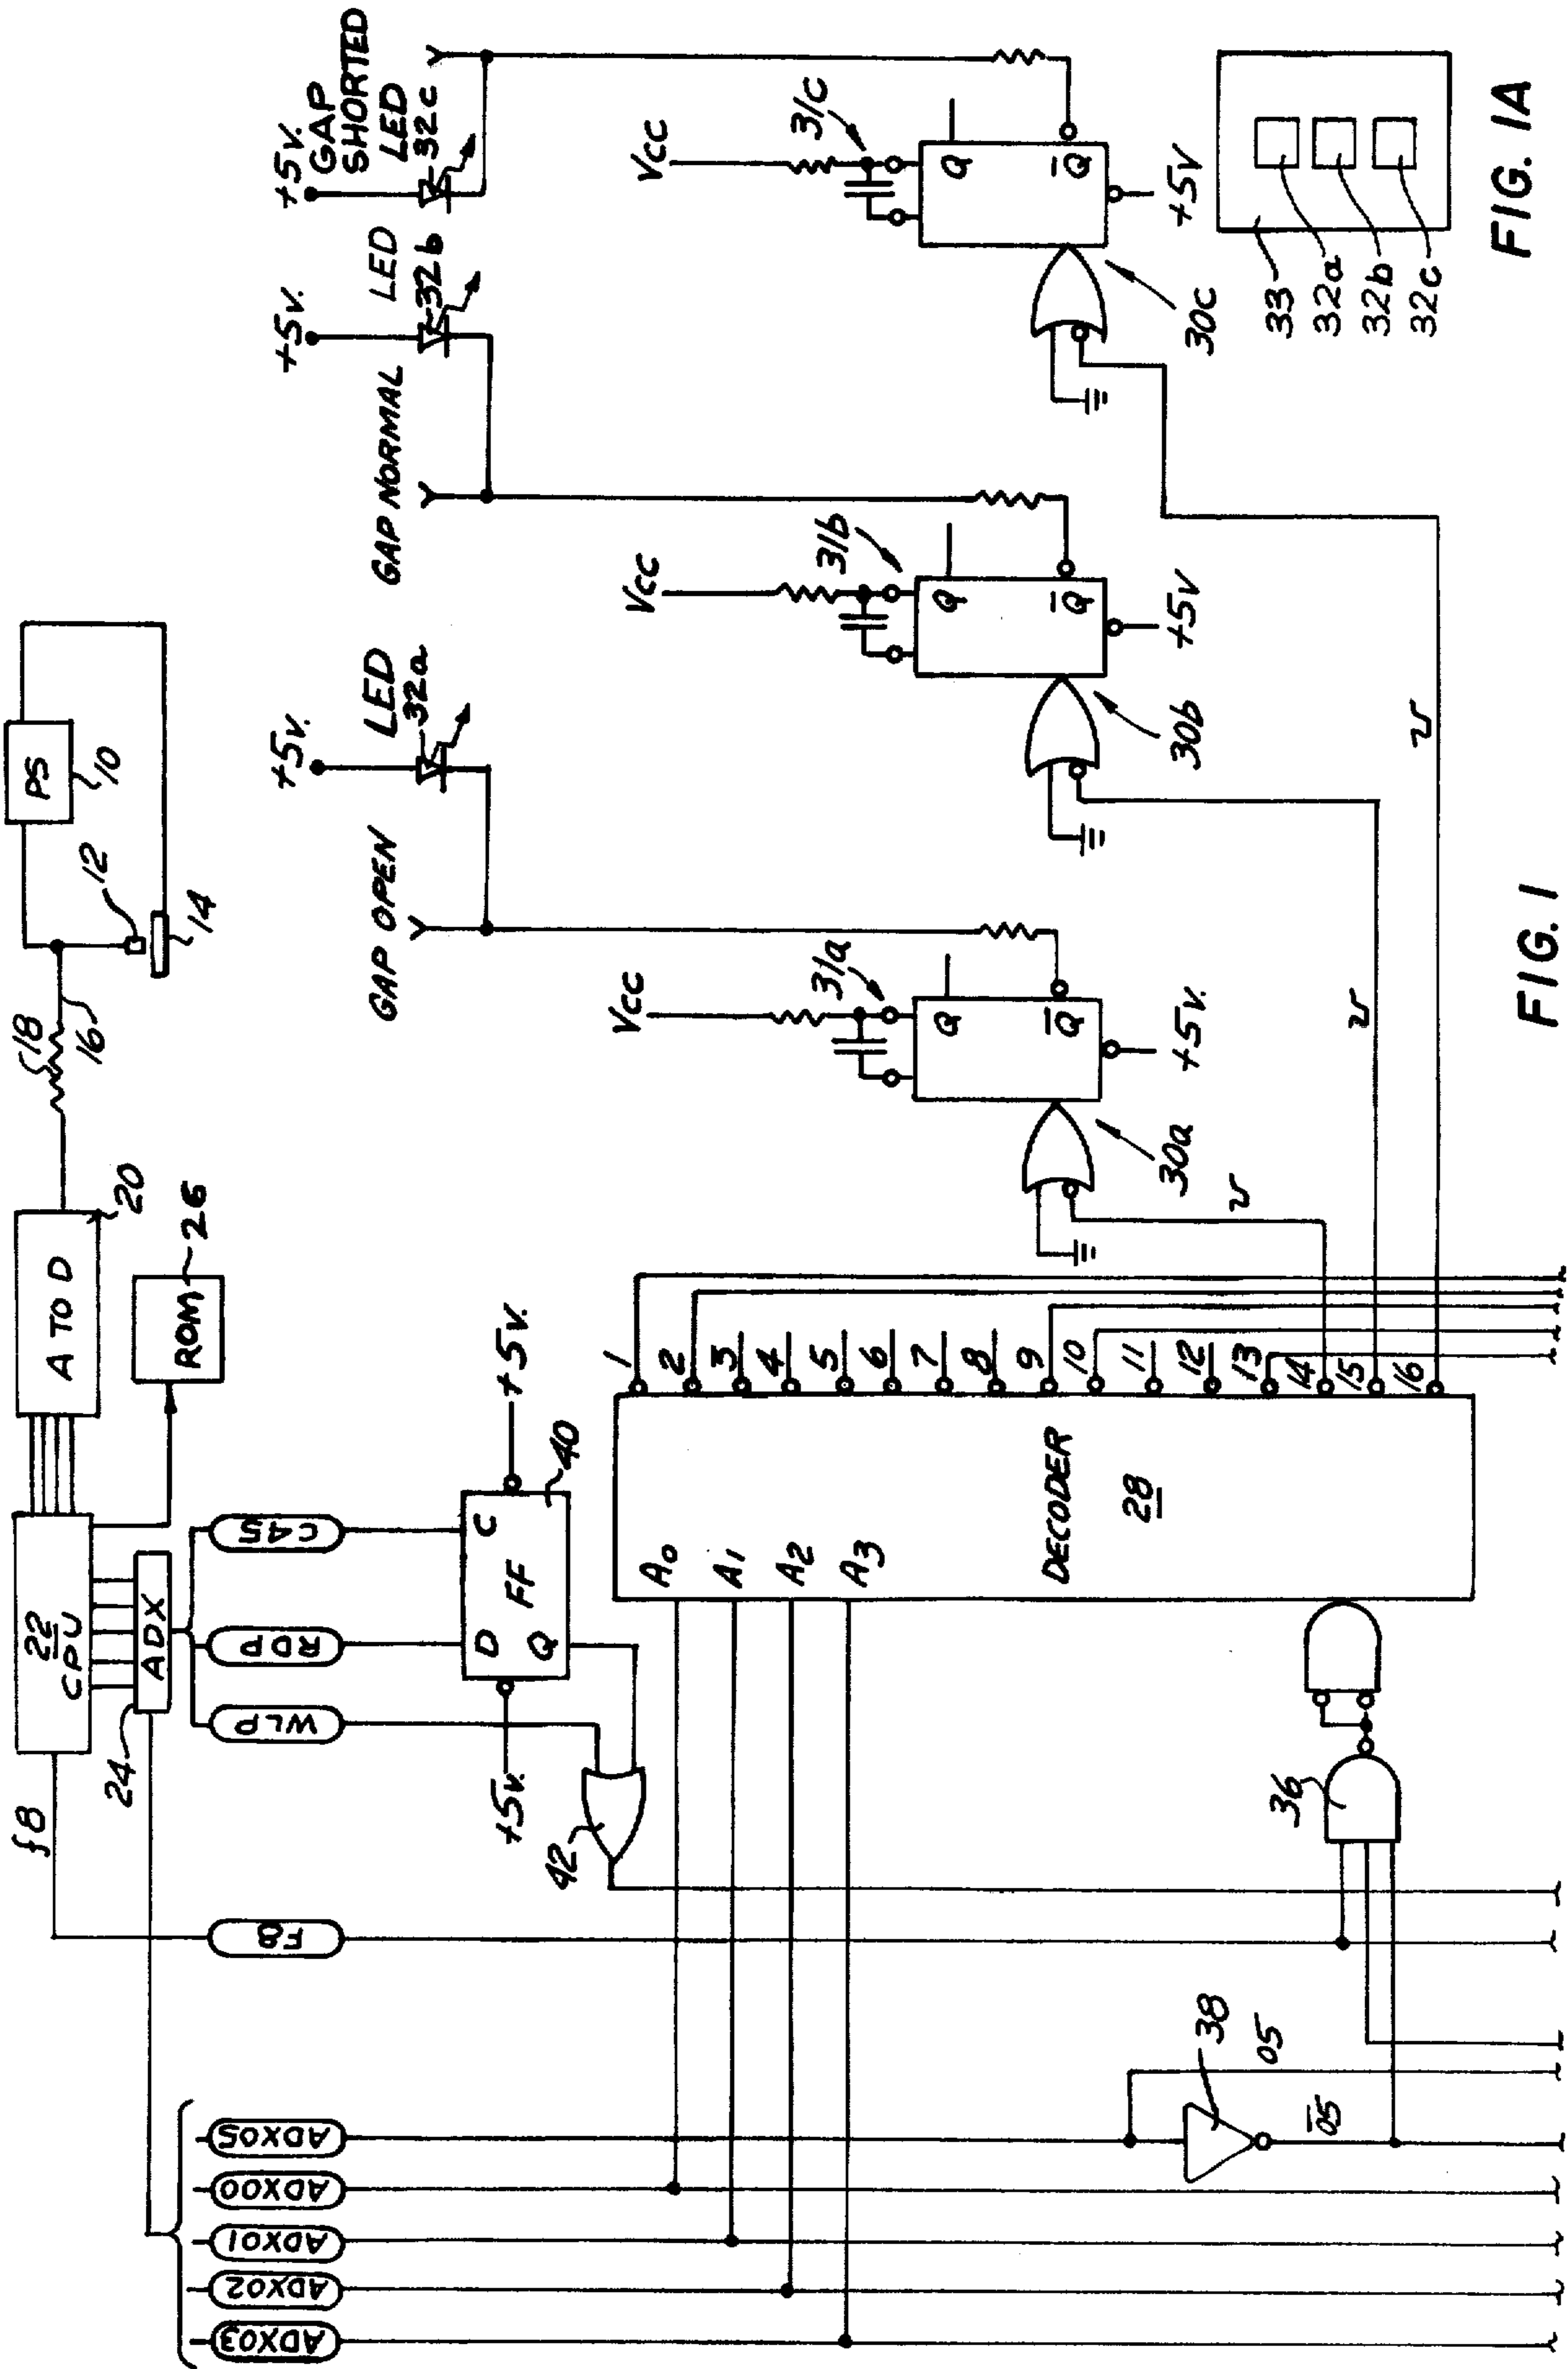 PS
10
12
14
16
18
A TO D
20
22
CPU
ROM
26
ADX
24
f8
F8
C45
RDP
WLP
+5V.
C
D
FF
Q
40
+5V.
42
ADX05
ADX00
ADX01
ADX02
ADX03
A0
A1
A2
A3
DECODER
28
1
2
3
4
5
6
7
8
9
10
11
12
13
14
15
16
36
38
05
05
+5V.
LED
32a
GAP OPEN
VCC
31a
Q
Q
+5V.
30a
+5V.
LED
32b
GAP NORMAL
VCC
31b
Q
Q
+5V
30b
+5V.
GAP
SHORTED
LED
32c
VCC
31c
Q
Q
+5V
30c
33
32a
32b
32c
FIG. 1A
FIG. 1